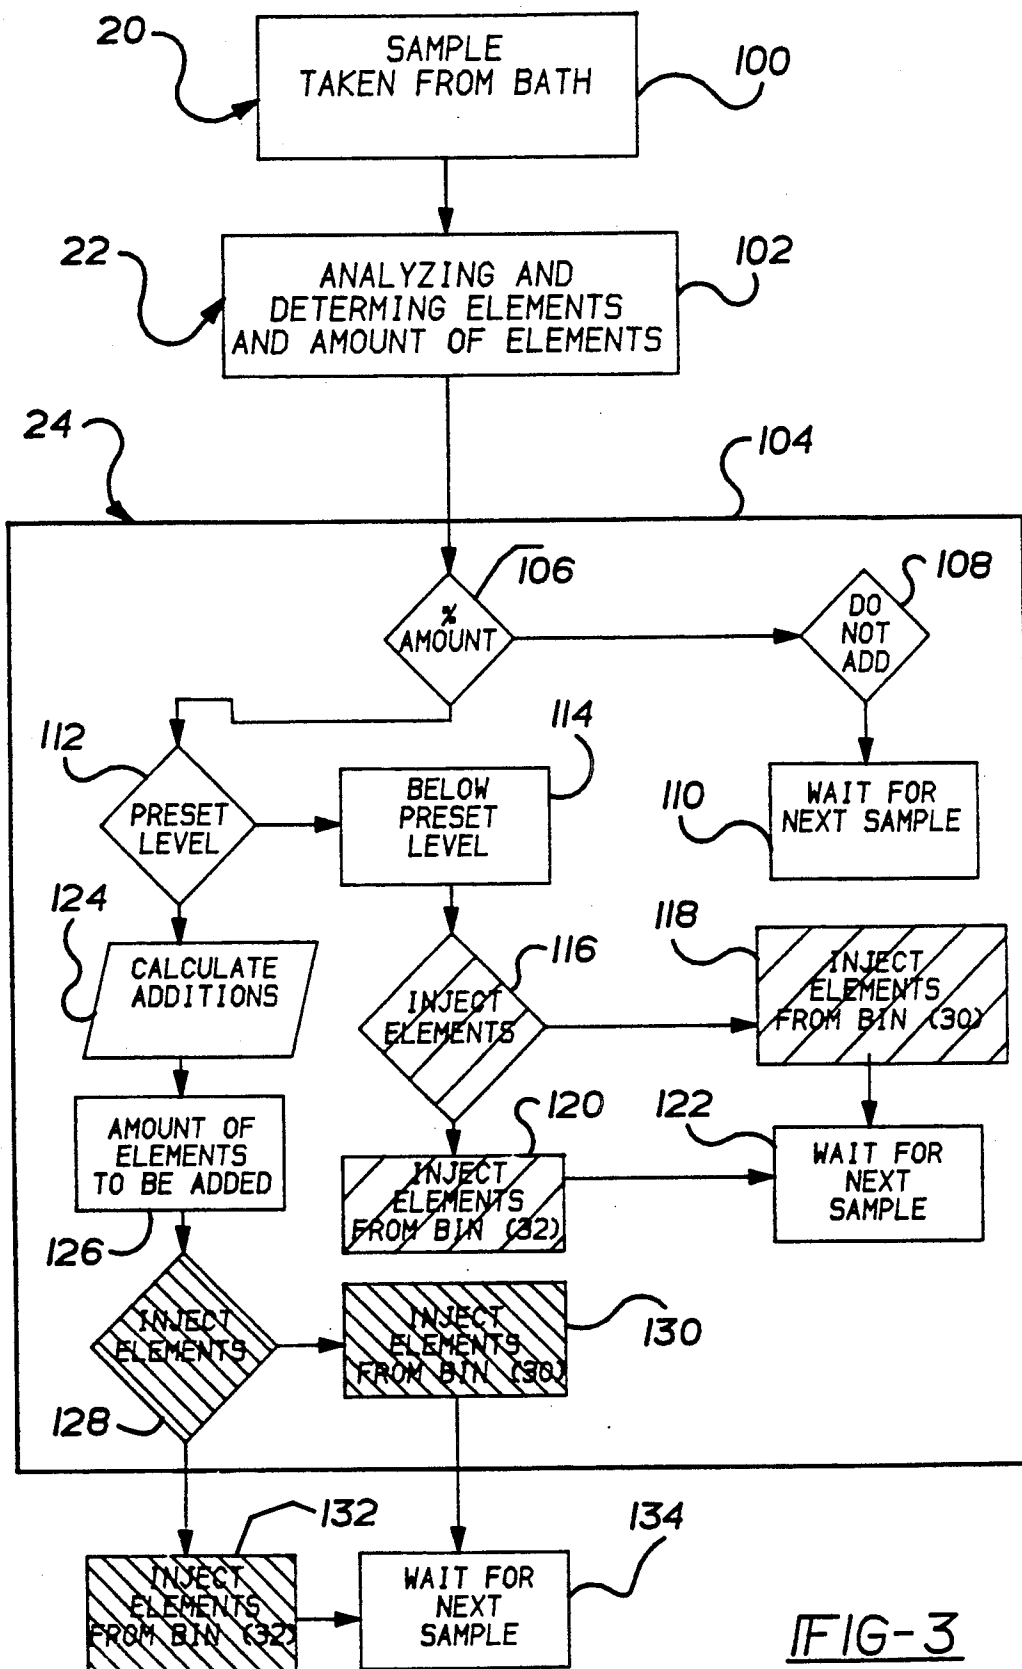 20
SAMPLE
TAKEN FROM BATH
100
22
ANALYZING AND
DETERMING ELEMENTS
AND AMOUNT OF ELEMENTS
102
24
104
106
%
AMOUNT
108
DO
NOT
ADD
112
PRESET
LEVEL
114
BELOW
PRESET
LEVEL
110
WAIT FOR
NEXT SAMPLE
124
CALCULATE
ADDITIONS
116
INJECT
ELEMENTS
118
INJECT
ELEMENTS
FROM BIN (30)
AMOUNT OF
ELEMENTS
TO BE ADDED
126
120
INJECT
ELEMENTS
FROM BIN (32)
122
WAIT FOR
NEXT
SAMPLE
INJECT
ELEMENTS
128
INJECT
ELEMENTS
FROM BIN (30)
130
132
INJECT
ELEMENTS
FROM BIN (32)
134
WAIT FOR
NEXT
SAMPLE
FIG-3